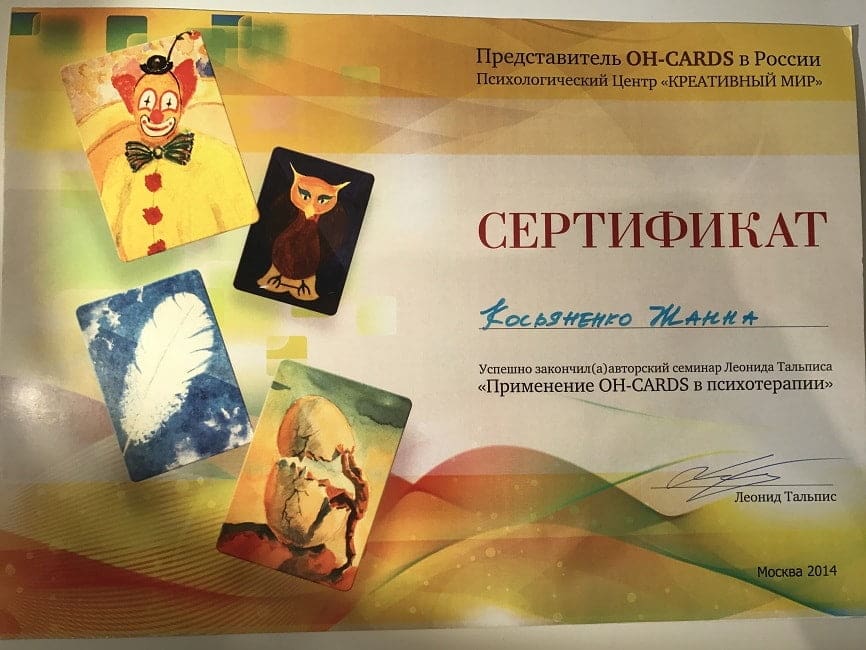 Представитель OH-CARDS в России
Психологический Центр «КРЕАТИВНЫЙ МИР»
СЕРТИФИКАТ
Косьяненко Жанна
Успешно закончил(а)авторский семинар Леонида Тальписа
«Применение OH-CARDS в психотерапии»
Леонид Тальпис
Москва 2014